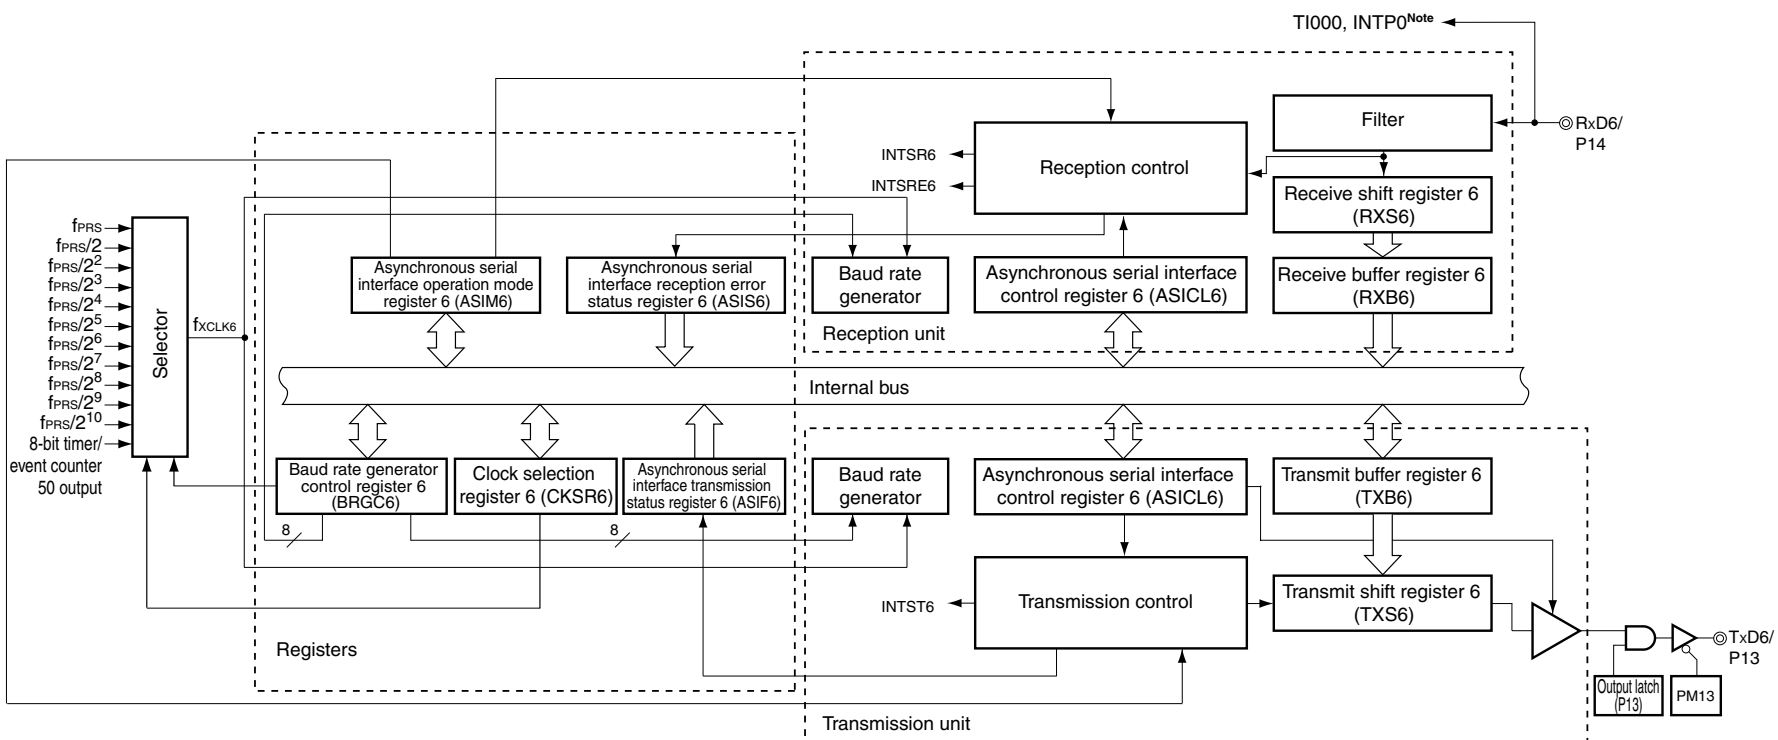 TI000, INTP0Note
Filter
RxD6/
P14
INTSR6
INTSRE6
Reception control
Receive shift register 6
(RXS6)
fPRS
fPRS/2
fPRS/2²
fPRS/2³
fPRS/2⁴
fPRS/2⁵
fPRS/2⁶
fPRS/2⁷
fPRS/2⁸
fPRS/2⁹
fPRS/2¹⁰
8-bit timer/
event counter
50 output
Selector
fXCLK6
Asynchronous serial
interface operation mode
register 6 (ASIM6)
Asynchronous serial
interface reception error
status register 6 (ASIS6)
Baud rate
generator
Asynchronous serial interface
control register 6 (ASICL6)
Receive buffer register 6
(RXB6)
Reception unit
Internal bus
Baud rate generator
control register 6
(BRGC6)
Clock selection
register 6 (CKSR6)
Asynchronous serial
interface transmission
status register 6 (ASIF6)
Baud rate
generator
Asynchronous serial interface
control register 6 (ASICL6)
Transmit buffer register 6
(TXB6)
8
8
INTST6
Transmission control
Transmit shift register 6
(TXS6)
Registers
TxD6/
P13
Output latch
(P13)
PM13
Transmission unit